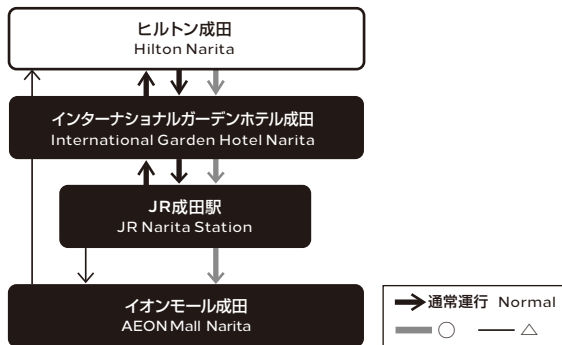 ヒルトン成田
Hilton Narita
インターナショナルガーデンホテル成田
International Garden Hotel Narita
JR成田駅
JR Narita Station
イオンモール成田
AEON Mall Narita
通常運行 Normal
○ △